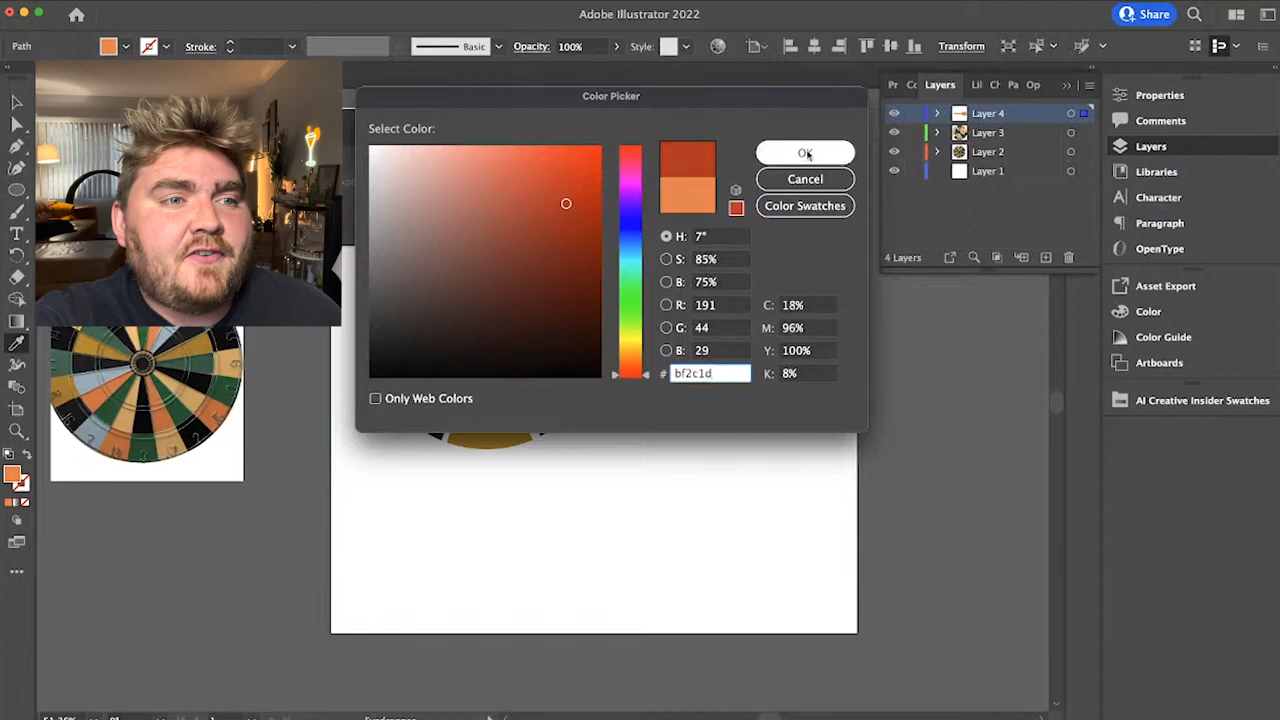 Adobe Illustrator 2022
Share
Path
Stroke:
Basic
Opacity: 100%
Style:
Transform
Color Picker
Select Color:
OK
Cancel
Color Swatches
H: 7°
S: 85%
B: 75%
R: 191
G: 44
B: 29
# bf2c1d
C: 18%
M: 96%
Y: 100%
K: 8%
Only Web Colors
Pr Layers Pa Op
Layer 4
Layer 3
Layer 2
Layer 1
4 Layers
Properties
Comments
Layers
Libraries
Character
Paragraph
OpenType
Asset Export
Color
Color Guide
Artboards
AI Creative Insider Swatches